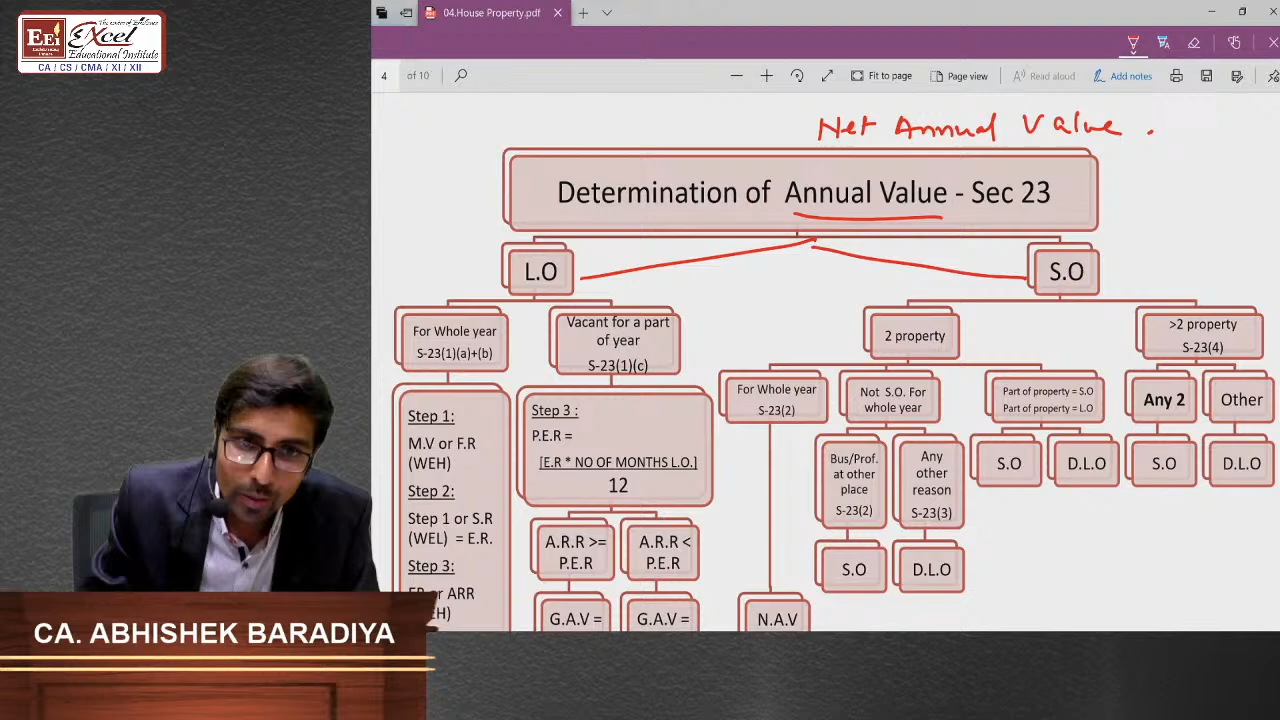 The centre of Excellence
EEi
Excel
Educational Institute
CA / CS / CMA / XI / XII
04.House Property.pdf
4 of 10
Fit to page
Page view
Read aloud
Add notes
Net Annual Value .
Determination of Annual Value - Sec 23
L.O
S.O
For Whole year
S-23(1)(a)+(b)
Vacant for a part
of year
S-23(1)(c)
2 property
>2 property
S-23(4)
Step 1:
M.V or F.R
(WEH)
Step 2:
Step 1 or S.R
(WEL) = E.R.
Step 3:
ER or ARR
Step 3 :
P.E.R =
[E.R * NO OF MONTHS L.O.]
12
A.R.R >=
P.E.R
A.R.R <
P.E.R
G.A.V =
G.A.V =
For Whole year
S-23(2)
Not S.O. For
whole year
Part of property = S.O
Part of property = L.O
Any 2
Other
Bus/Prof.
at other
place
S-23(2)
Any
other
reason
S-23(3)
S.O
D.L.O
S.O
D.L.O
S.O
D.L.O
N.A.V
CA. ABHISHEK BARADIYA